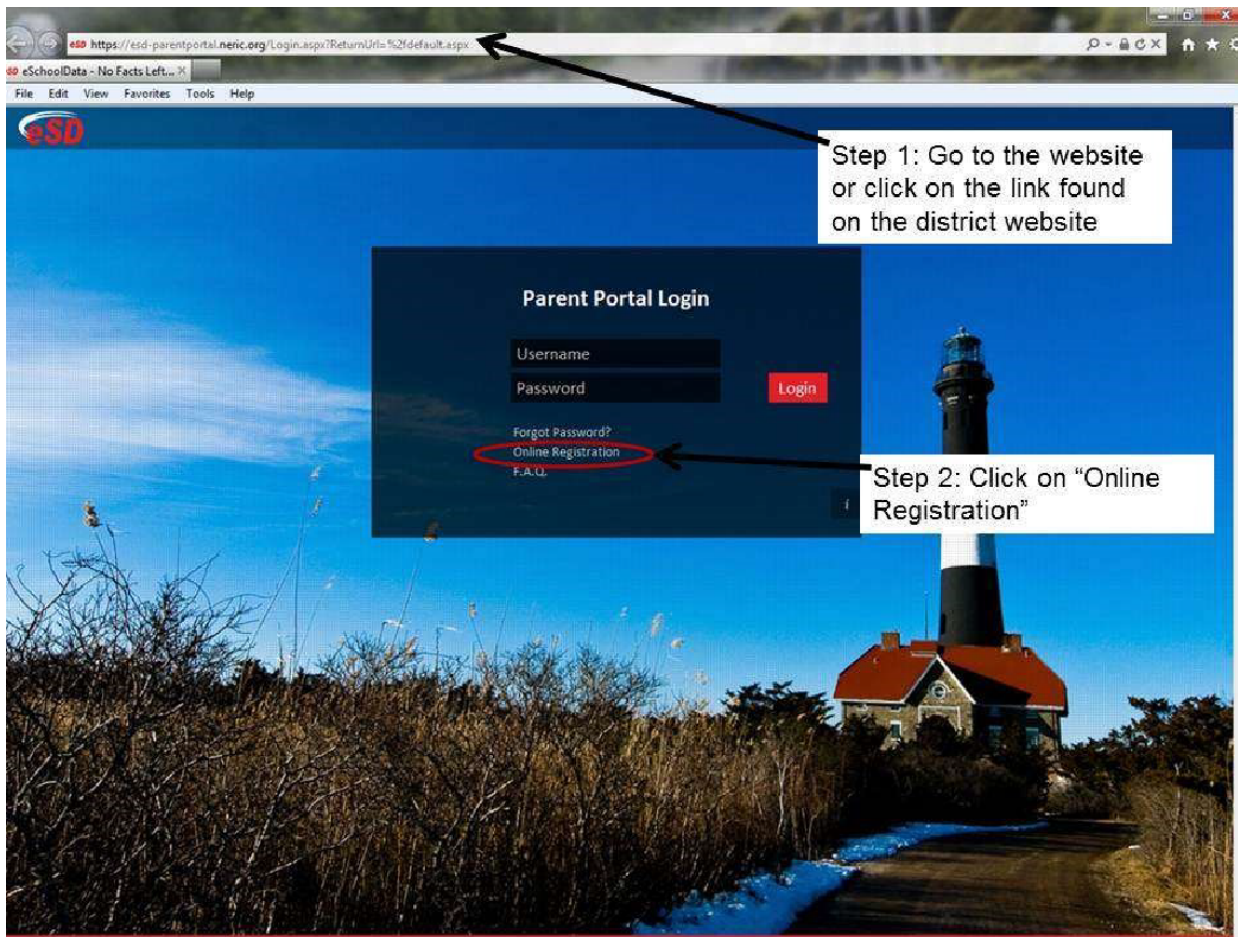 https://esd-parentportal.neric.org/Login.aspx?ReturnUrl=%2fdefault.aspx
eSchoolData - No Facts Left...
File Edit View Favorites Tools Help
eSD
Step 1: Go to the website
or click on the link found
on the district website
Parent Portal Login
Username
Password
Login
Forgot Password?
Online Registration
F.A.Q.
Step 2: Click on “Online
Registration”